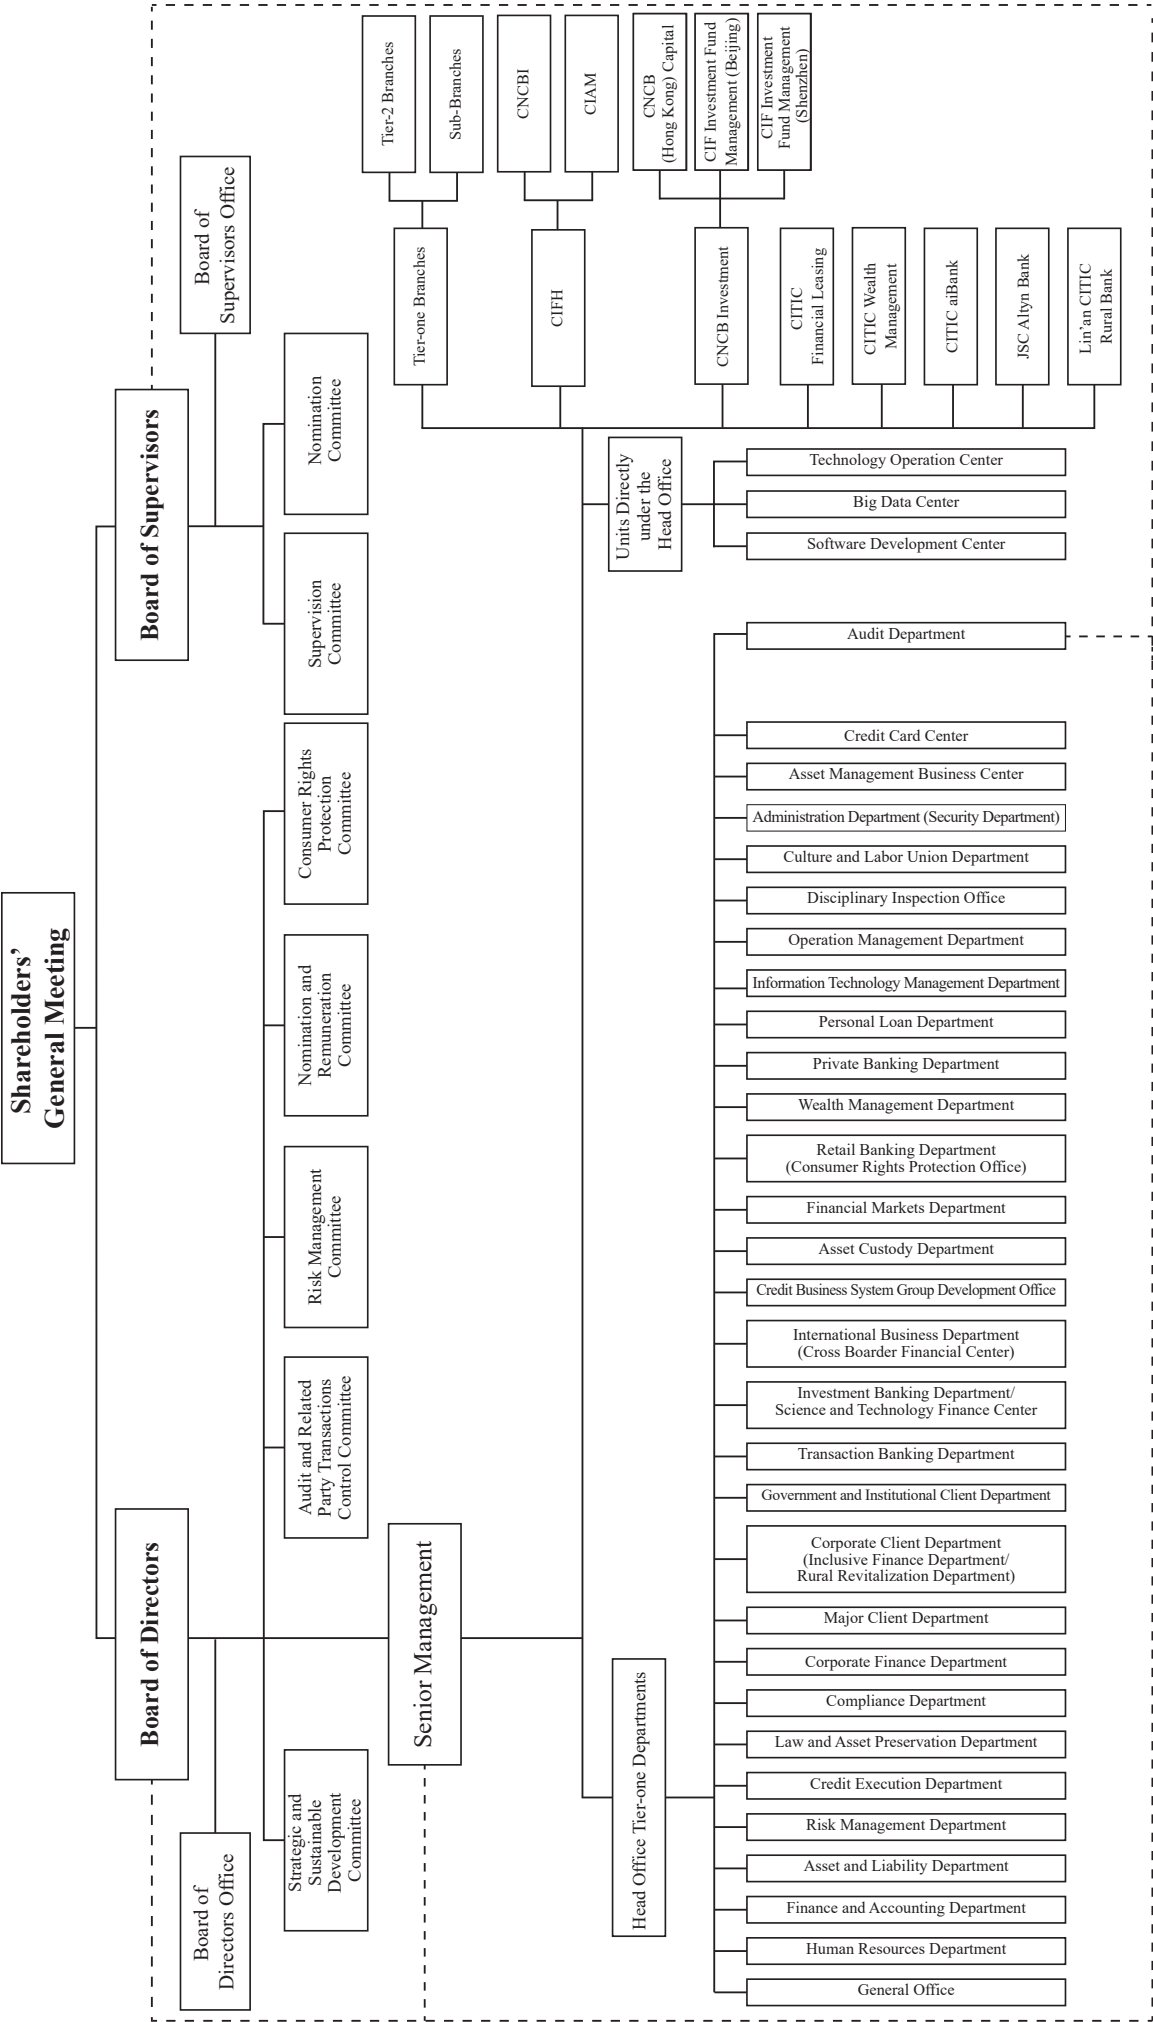 Shareholders’
General Meeting
Board of Directors
Board of Supervisors
Board of
Directors Office
Board of
Supervisors Office
Strategic and
Sustainable
Development
Committee
Audit and Related
Party Transactions
Control Committee
Risk Management
Committee
Nomination and
Remuneration
Committee
Consumer Rights
Protection
Committee
Supervision
Committee
Nomination
Committee
Senior Management
Tier-2 Branches
Sub-Branches
CNCBI
CIAM
CNCB
(Hong Kong) Capital
CIF Investment Fund
Management (Beijing)
CIF Investment
Fund Management
(Shenzhen)
Tier-one Branches
CIFH
CNCB Investment
CITIC
Financial Leasing
CITIC Wealth
Management
CITIC aiBank
JSC Altyn Bank
Lin’an CITIC
Rural Bank
Units Directly
under the
Head Office
Technology Operation Center
Big Data Center
Software Development Center
Head Office Tier-one Departments
Audit Department
Credit Card Center
Asset Management Business Center
Administration Department (Security Department)
Culture and Labor Union Department
Disciplinary Inspection Office
Operation Management Department
Information Technology Management Department
Personal Loan Department
Private Banking Department
Wealth Management Department
Retail Banking Department
(Consumer Rights Protection Office)
Financial Markets Department
Asset Custody Department
Credit Business System Group Development Office
International Business Department
(Cross Boarder Financial Center)
Investment Banking Department/
Science and Technology Finance Center
Transaction Banking Department
Government and Institutional Client Department
Corporate Client Department
(Inclusive Finance Department/
Rural Revitalization Department)
Major Client Department
Corporate Finance Department
Compliance Department
Law and Asset Preservation Department
Credit Execution Department
Risk Management Department
Asset and Liability Department
Finance and Accounting Department
Human Resources Department
General Office